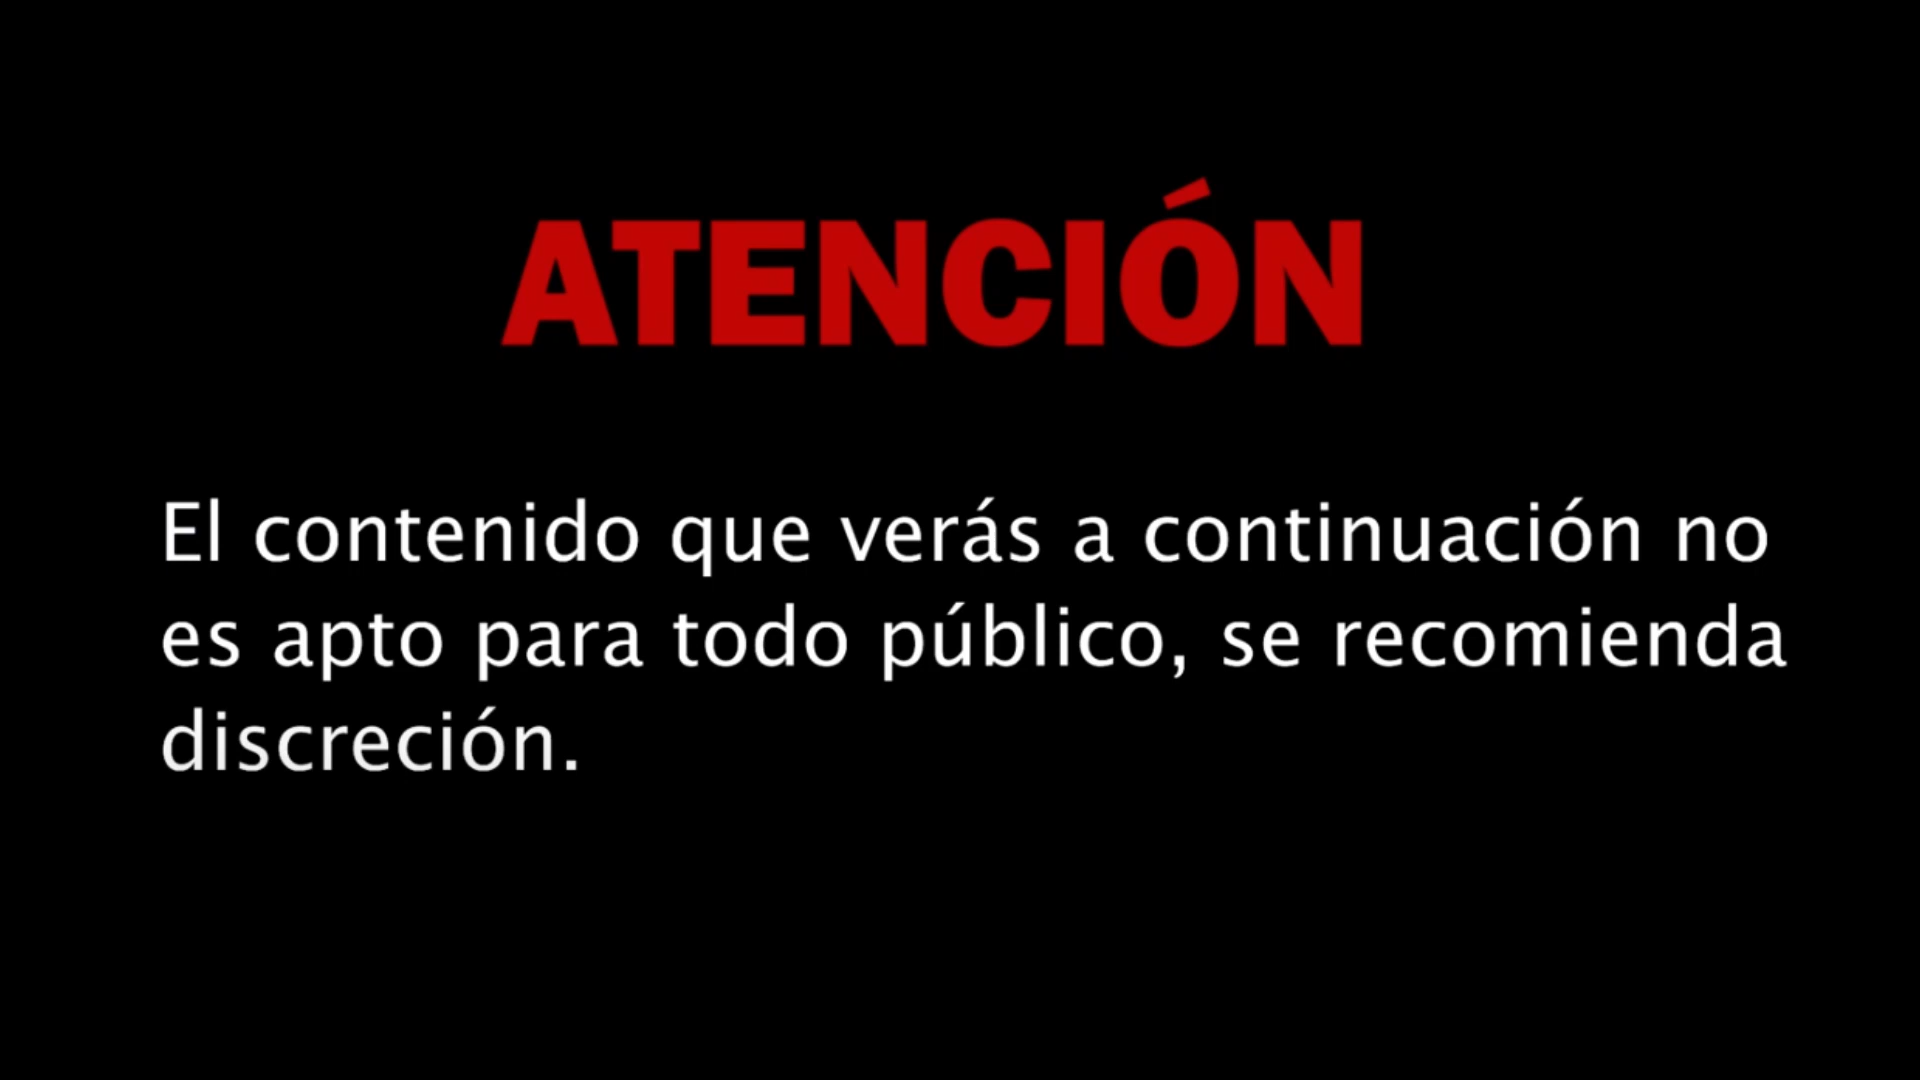 ATENCIÓN
El contenido que verás a continuación no
es apto para todo público, se recomienda
discreción.